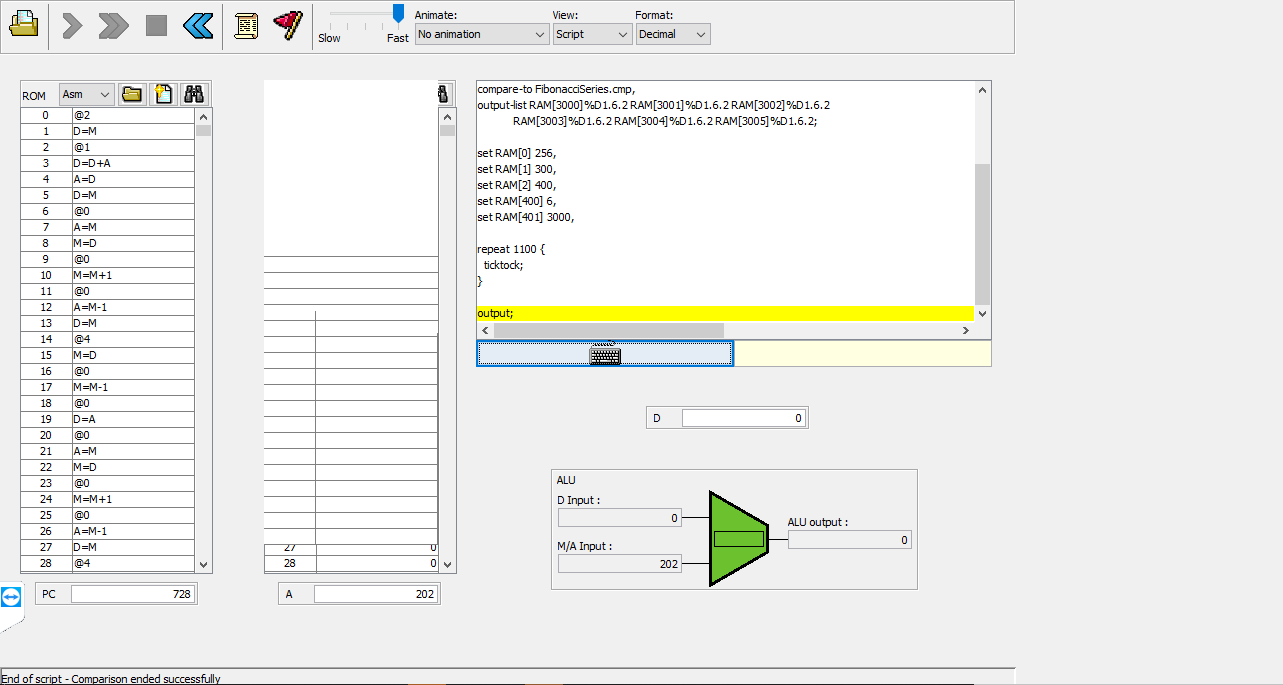 Animate:
View:
Format:
Slow
Fast
No animation
Script
Decimal
ROM
Asm
0 @2
1 D=M
2 @1
3 D=D+A
4 A=D
5 D=M
6 @0
7 A=M
8 M=D
9 @0
10 M=M+1
11 @0
12 A=M-1
13 D=M
14 @4
15 M=D
16 @0
17 M=M-1
18 @0
19 D=A
20 @0
21 A=M
22 M=D
23 @0
24 M=M+1
25 @0
26 A=M-1
27 D=M
28 @4
PC 728
27 0
28 0
A 202
compare-to FibonacciSeries.cmp,
output-list RAM[3000]%D1.6.2 RAM[3001]%D1.6.2 RAM[3002]%D1.6.2
RAM[3003]%D1.6.2 RAM[3004]%D1.6.2 RAM[3005]%D1.6.2;
set RAM[0] 256,
set RAM[1] 300,
set RAM[2] 400,
set RAM[400] 6,
set RAM[401] 3000,
repeat 1100 {
ticktock;
}
output;
D 0
ALU
D Input :
0
M/A Input :
202
ALU output :
0
End of script - Comparison ended successfully